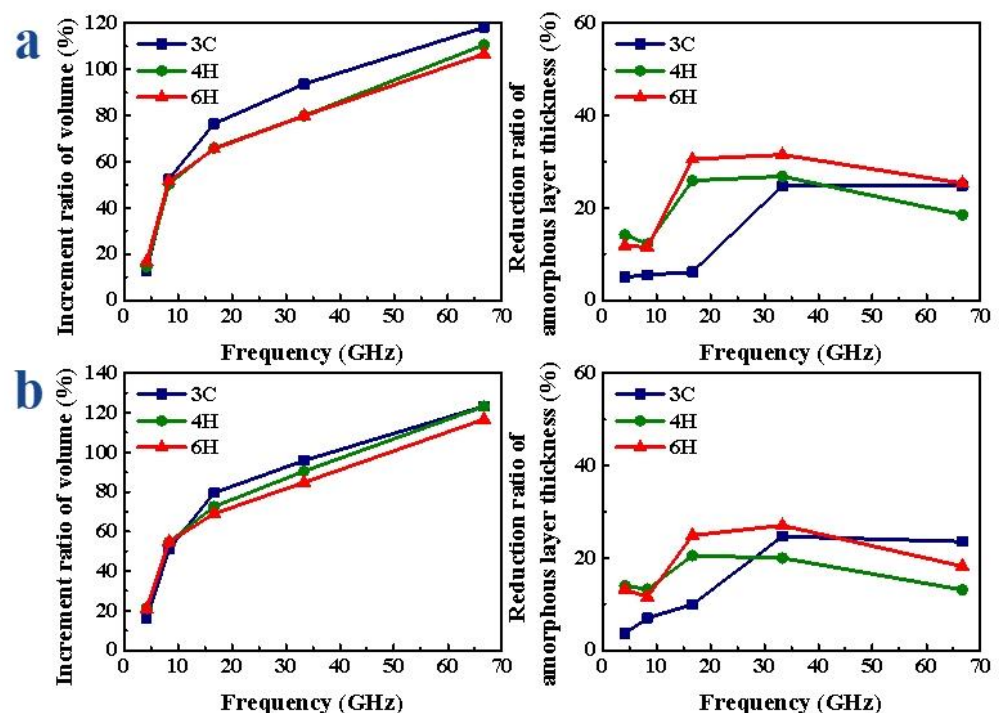 a
Increment ratio of volume (%)
120
100
80
60
40
20
0
3C
4H
6H
0 10 20 30 40 50 60 70
Frequency (GHz)
Reduction ratio of
amorphous layer thickness (%)
60
40
20
0
3C
4H
6H
0 10 20 30 40 50 60 70
Frequency (GHz)
b
Increment ratio of volume (%)
140
120
100
80
60
40
20
0
3C
4H
6H
0 10 20 30 40 50 60 70
Frequency (GHz)
Reduction ratio of
amorphous layer thickness (%)
60
40
20
0
3C
4H
6H
0 10 20 30 40 50 60 70
Frequency (GHz)